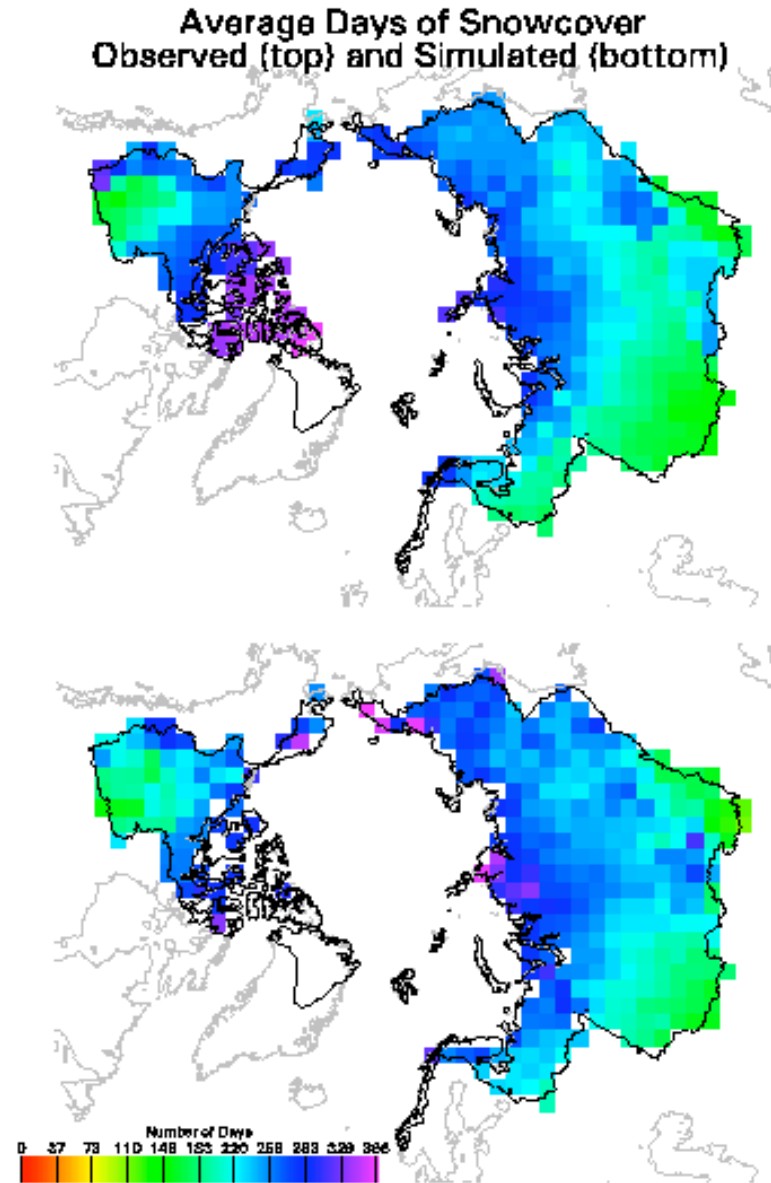 Average Days of Snowcover
Observed (top) and Simulated (bottom)
Number of Days
0 37 73 110 146 183 220 256 293 329 366